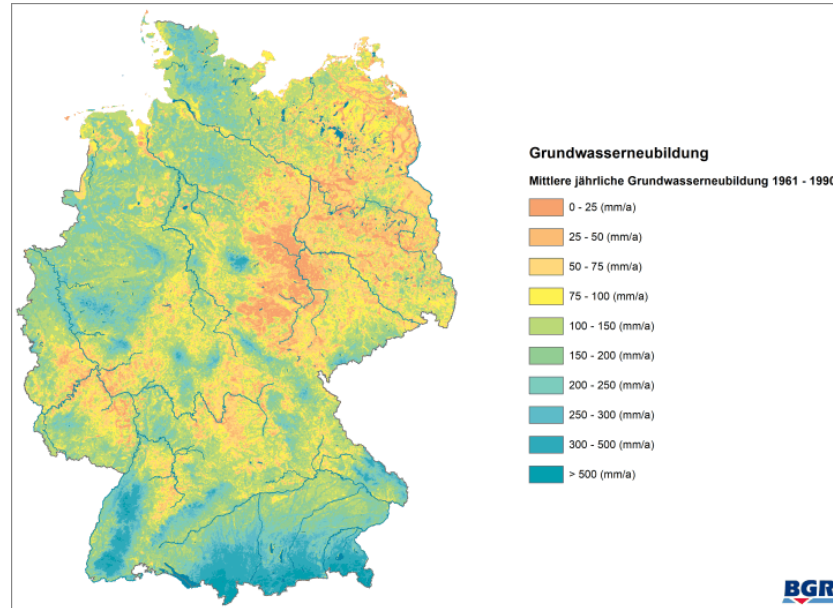 Grundwasserneubildung
Mittlere jährliche Grundwasserneubildung 1961 - 1990
0 - 25 (mm/a)
25 - 50 (mm/a)
50 - 75 (mm/a)
75 - 100 (mm/a)
100 - 150 (mm/a)
150 - 200 (mm/a)
200 - 250 (mm/a)
250 - 300 (mm/a)
300 - 500 (mm/a)
> 500 (mm/a)
BGR